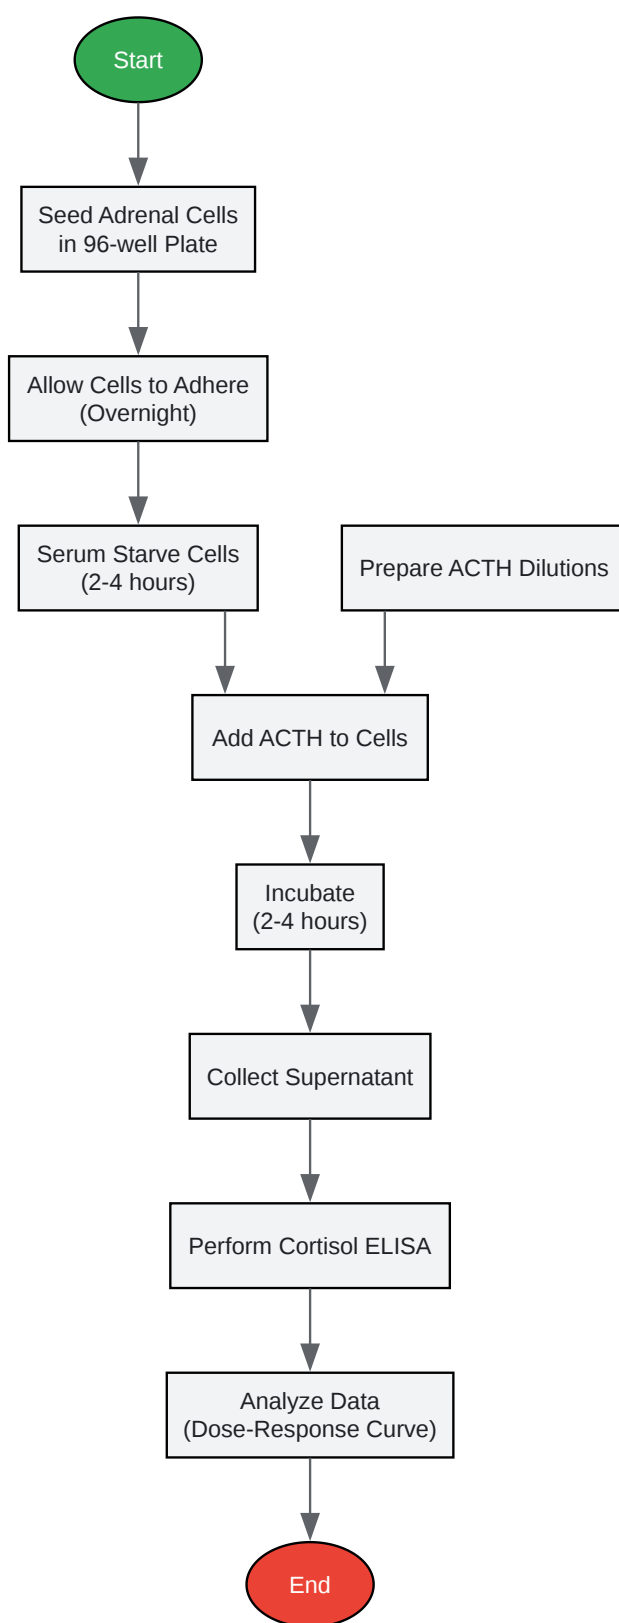 Start
Seed Adrenal Cells
in 96-well Plate
Allow Cells to Adhere
(Overnight)
Serum Starve Cells
(2-4 hours)
Prepare ACTH Dilutions
Add ACTH to Cells
Incubate
(2-4 hours)
Collect Supernatant
Perform Cortisol ELISA
Analyze Data
(Dose-Response Curve)
End